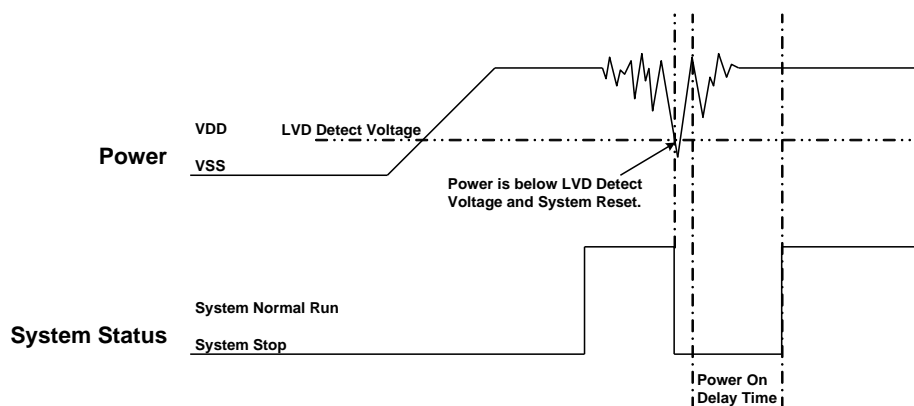 VDD
LVD Detect Voltage
Power
VSS
Power is below LVD Detect
Voltage and System Reset.
System Normal Run
System Status
System Stop
Power On
Delay Time